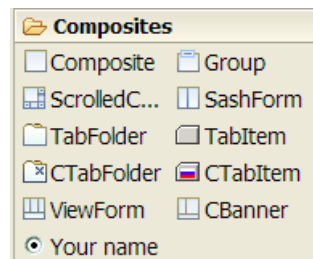 Composites
Composite Group
ScrolledC... SashForm
TabFolder TabItem
CTabFolder CTabItem
ViewForm CBanner
Your name